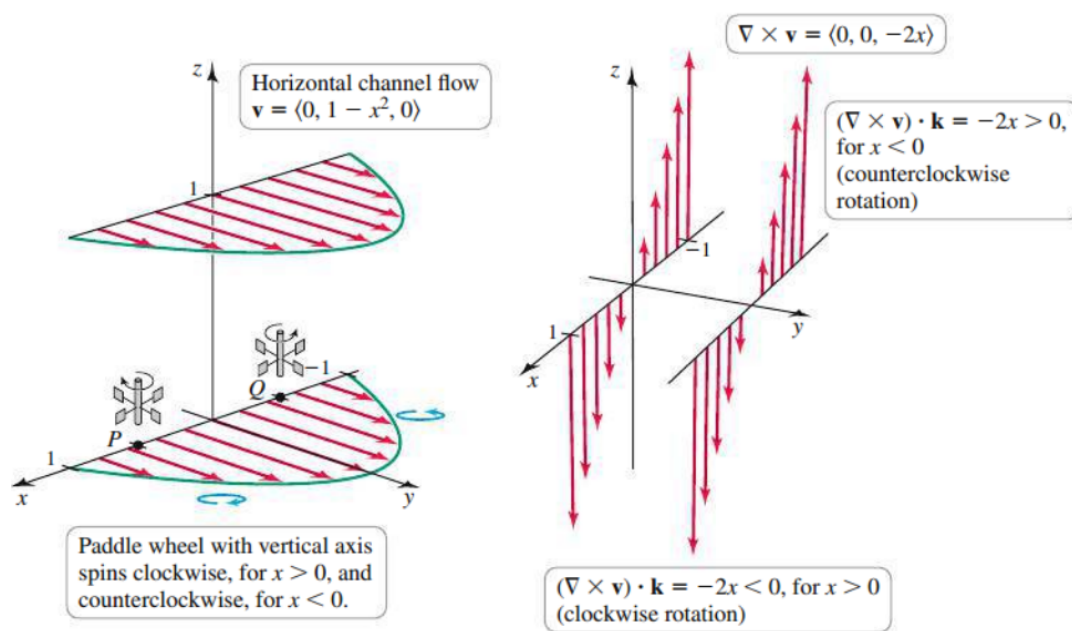 z
Horizontal channel flow
v = ⟨0, 1 − x², 0⟩
1
−1
Q
P
1
x
y
Paddle wheel with vertical axis
spins clockwise, for x > 0, and
counterclockwise, for x < 0.
∇ × v = ⟨0, 0, −2x⟩
z
(∇ × v) · k = −2x > 0,
for x < 0
(counterclockwise
rotation)
−1
1
y
x
(∇ × v) · k = −2x < 0, for x > 0
(clockwise rotation)